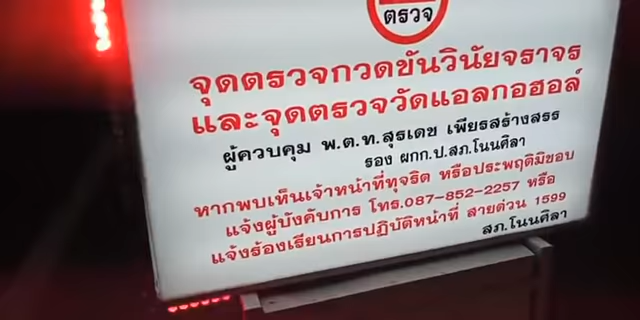 ตรวจ
จุดตรวจกวดขันวินัยจราจร
และจุดตรวจวัดแอลกอฮอล์
ผู้ควบคุม พ.ต.ท.สุรเดช เพียรสร้างสรร
รอง ผกก.ป.สภ.โนนศิลา
หากพบเห็นเจ้าหน้าที่ทุจริต หรือประพฤติมิชอบ
แจ้งผู้บังคับการ โทร.087-852-2257 หรือ
แจ้งร้องเรียนการปฏิบัติหน้าที่ สายด่วน 1599
สภ.โนนศิลา